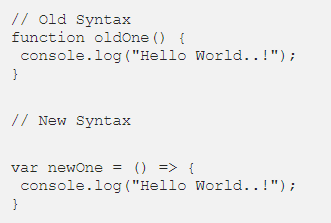 // Old Syntax
function oldOne() {
 console.log("Hello World..!");
}
// New Syntax
var newOne = () => {
 console.log("Hello World..!");
}